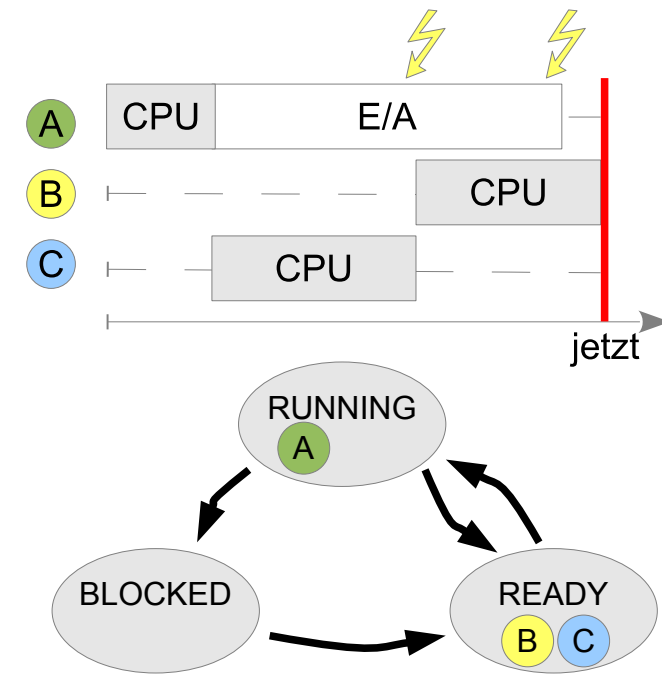 A CPU E/A
B CPU
C CPU
jetzt
RUNNING
A
BLOCKED
READY
B C